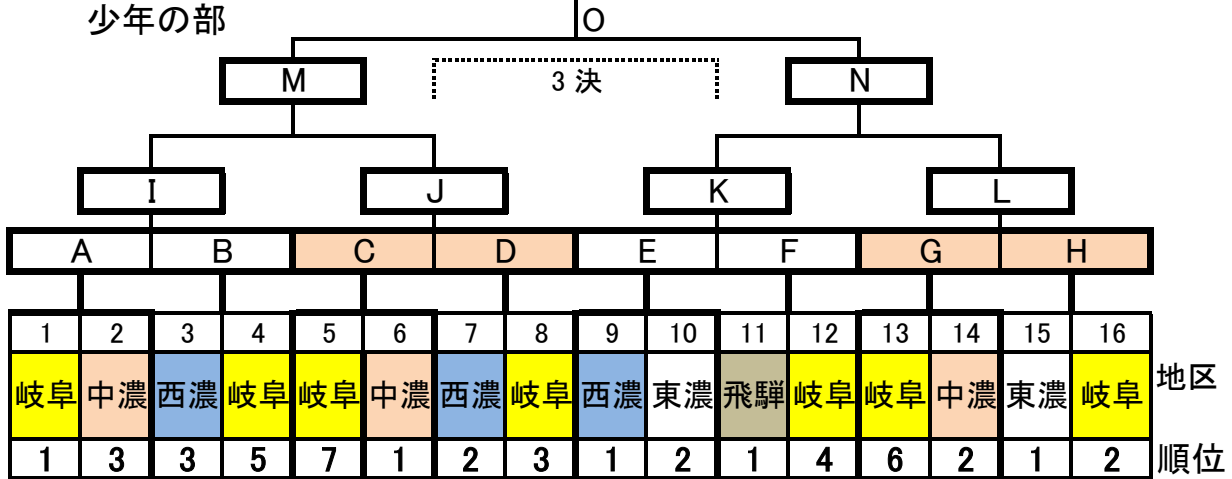 少年の部
O
M 3 決 N
I J K L
A B C D E F G H
1 2 3 4 5 6 7 8 9 10 11 12 13 14 15 16
岐阜 中濃 西濃 岐阜 岐阜 中濃 西濃 岐阜 西濃 東濃 飛騨 岐阜 岐阜 中濃 東濃 岐阜 地区
1 3 3 5 7 1 2 3 1 2 1 4 6 2 1 2 順位